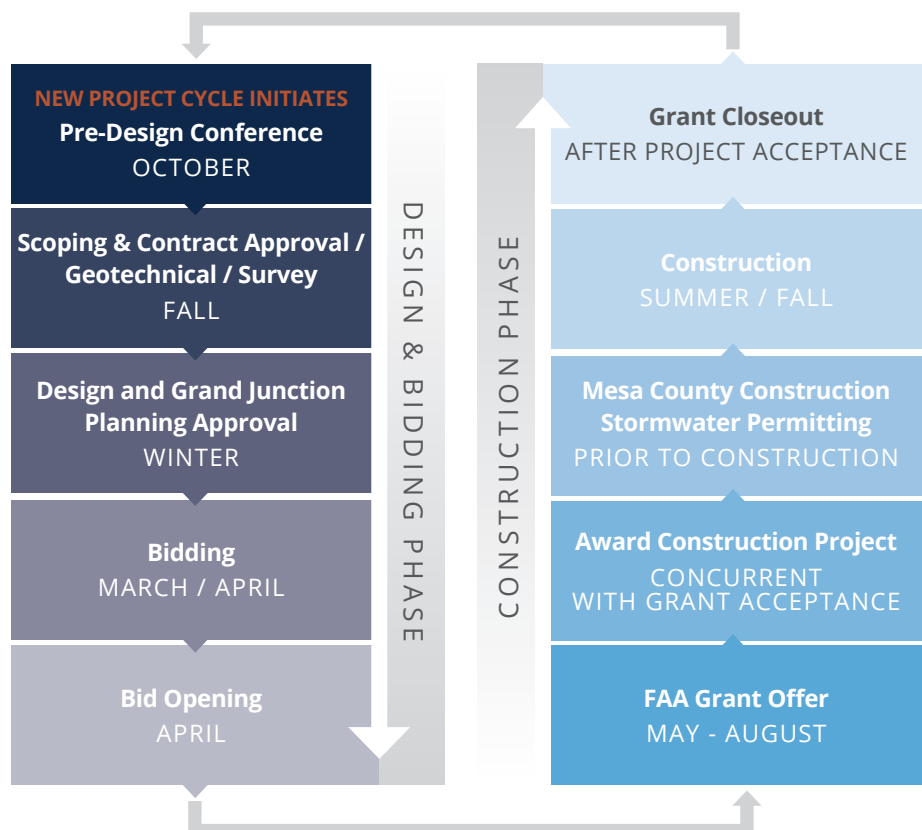 NEW PROJECT CYCLE INITIATES
Pre-Design Conference
OCTOBER
Scoping & Contract Approval /
Geotechnical / Survey
FALL
Design and Grand Junction
Planning Approval
WINTER
Bidding
MARCH / APRIL
Bid Opening
APRIL
DESIGN & BIDDING PHASE
CONSTRUCTION PHASE
Grant Closeout
AFTER PROJECT ACCEPTANCE
Construction
SUMMER / FALL
Mesa County Construction
Stormwater Permitting
PRIOR TO CONSTRUCTION
Award Construction Project
CONCURRENT
WITH GRANT ACCEPTANCE
FAA Grant Offer
MAY - AUGUST